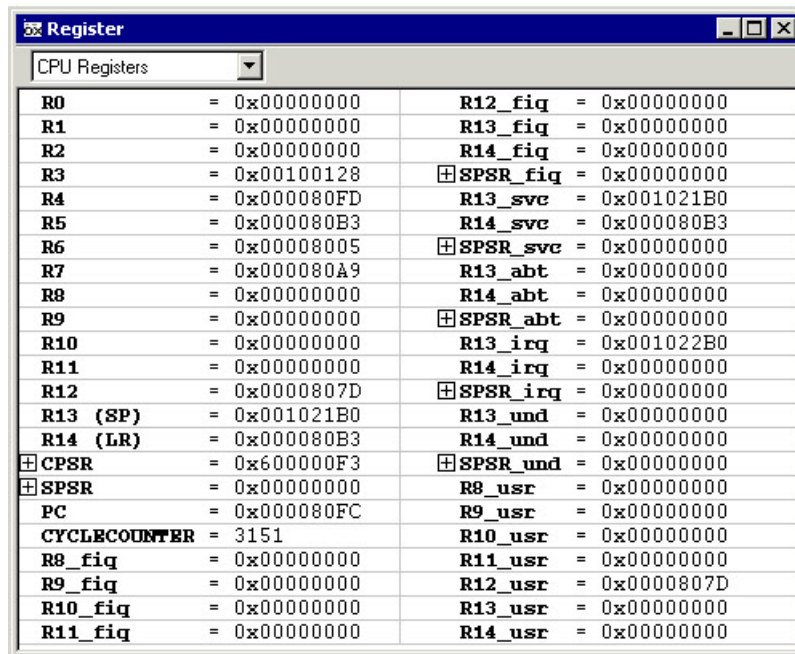 Register
CPU Registers
R0 = 0x00000000
R1 = 0x00000000
R2 = 0x00000000
R3 = 0x00100128
R4 = 0x000080FD
R5 = 0x000080B3
R6 = 0x00008005
R7 = 0x000080A9
R8 = 0x00000000
R9 = 0x00000000
R10 = 0x00000000
R11 = 0x00000000
R12 = 0x0000807D
R13 (SP) = 0x001021B0
R14 (LR) = 0x000080B3
CPSR = 0x600000F3
SPSR = 0x00000000
PC = 0x000080FC
CYCLECOUNTER = 3151
R8_fiq = 0x00000000
R9_fiq = 0x00000000
R10_fiq = 0x00000000
R11_fiq = 0x00000000
R12_fiq = 0x00000000
R13_fiq = 0x00000000
R14_fiq = 0x00000000
SPSR_fiq = 0x00000000
R13_svc = 0x001021B0
R14_svc = 0x000080B3
SPSR_svc = 0x00000000
R13_abt = 0x00000000
R14_abt = 0x00000000
SPSR_abt = 0x00000000
R13_irq = 0x001022B0
R14_irq = 0x00000000
SPSR_irq = 0x00000000
R13_und = 0x00000000
R14_und = 0x00000000
SPSR_und = 0x00000000
R8_usr = 0x00000000
R9_usr = 0x00000000
R10_usr = 0x00000000
R11_usr = 0x00000000
R12_usr = 0x0000807D
R13_usr = 0x00000000
R14_usr = 0x00000000